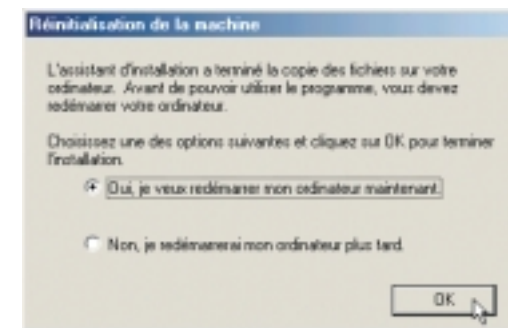 Réinitialisation de la machine
L'assistant d'installation a terminé la copie des fichiers sur votre
ordinateur. Avant de pouvoir utiliser le programme, vous devez
redémarrer votre ordinateur.
Choisissez une des options suivantes et cliquez sur OK pour terminer
l'installation.
Oui, je veux redémarrer mon ordinateur maintenant.
Non, je redémarrerai mon ordinateur plus tard.
OK